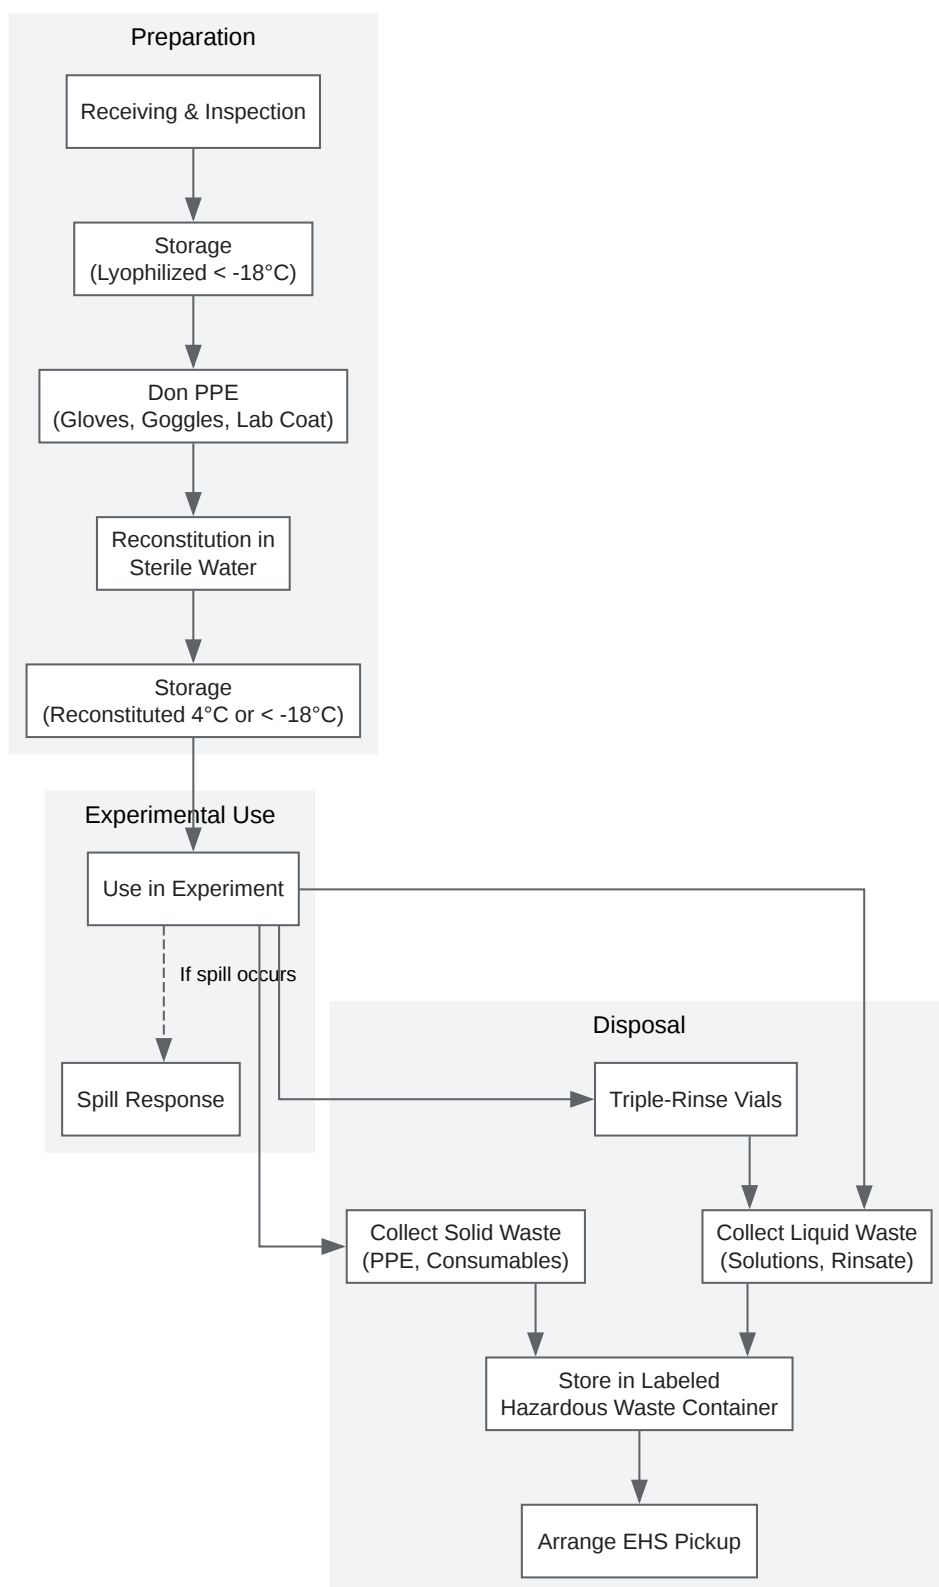 Preparation
Receiving & Inspection
Storage
(Lyophilized < -18°C)
Don PPE
(Gloves, Goggles, Lab Coat)
Reconstitution in
Sterile Water
Storage
(Reconstituted 4°C or < -18°C)
Experimental Use
Use in Experiment
If spill occurs
Spill Response
Disposal
Triple-Rinse Vials
Collect Solid Waste
(PPE, Consumables)
Collect Liquid Waste
(Solutions, Rinsate)
Store in Labeled
Hazardous Waste Container
Arrange EHS Pickup